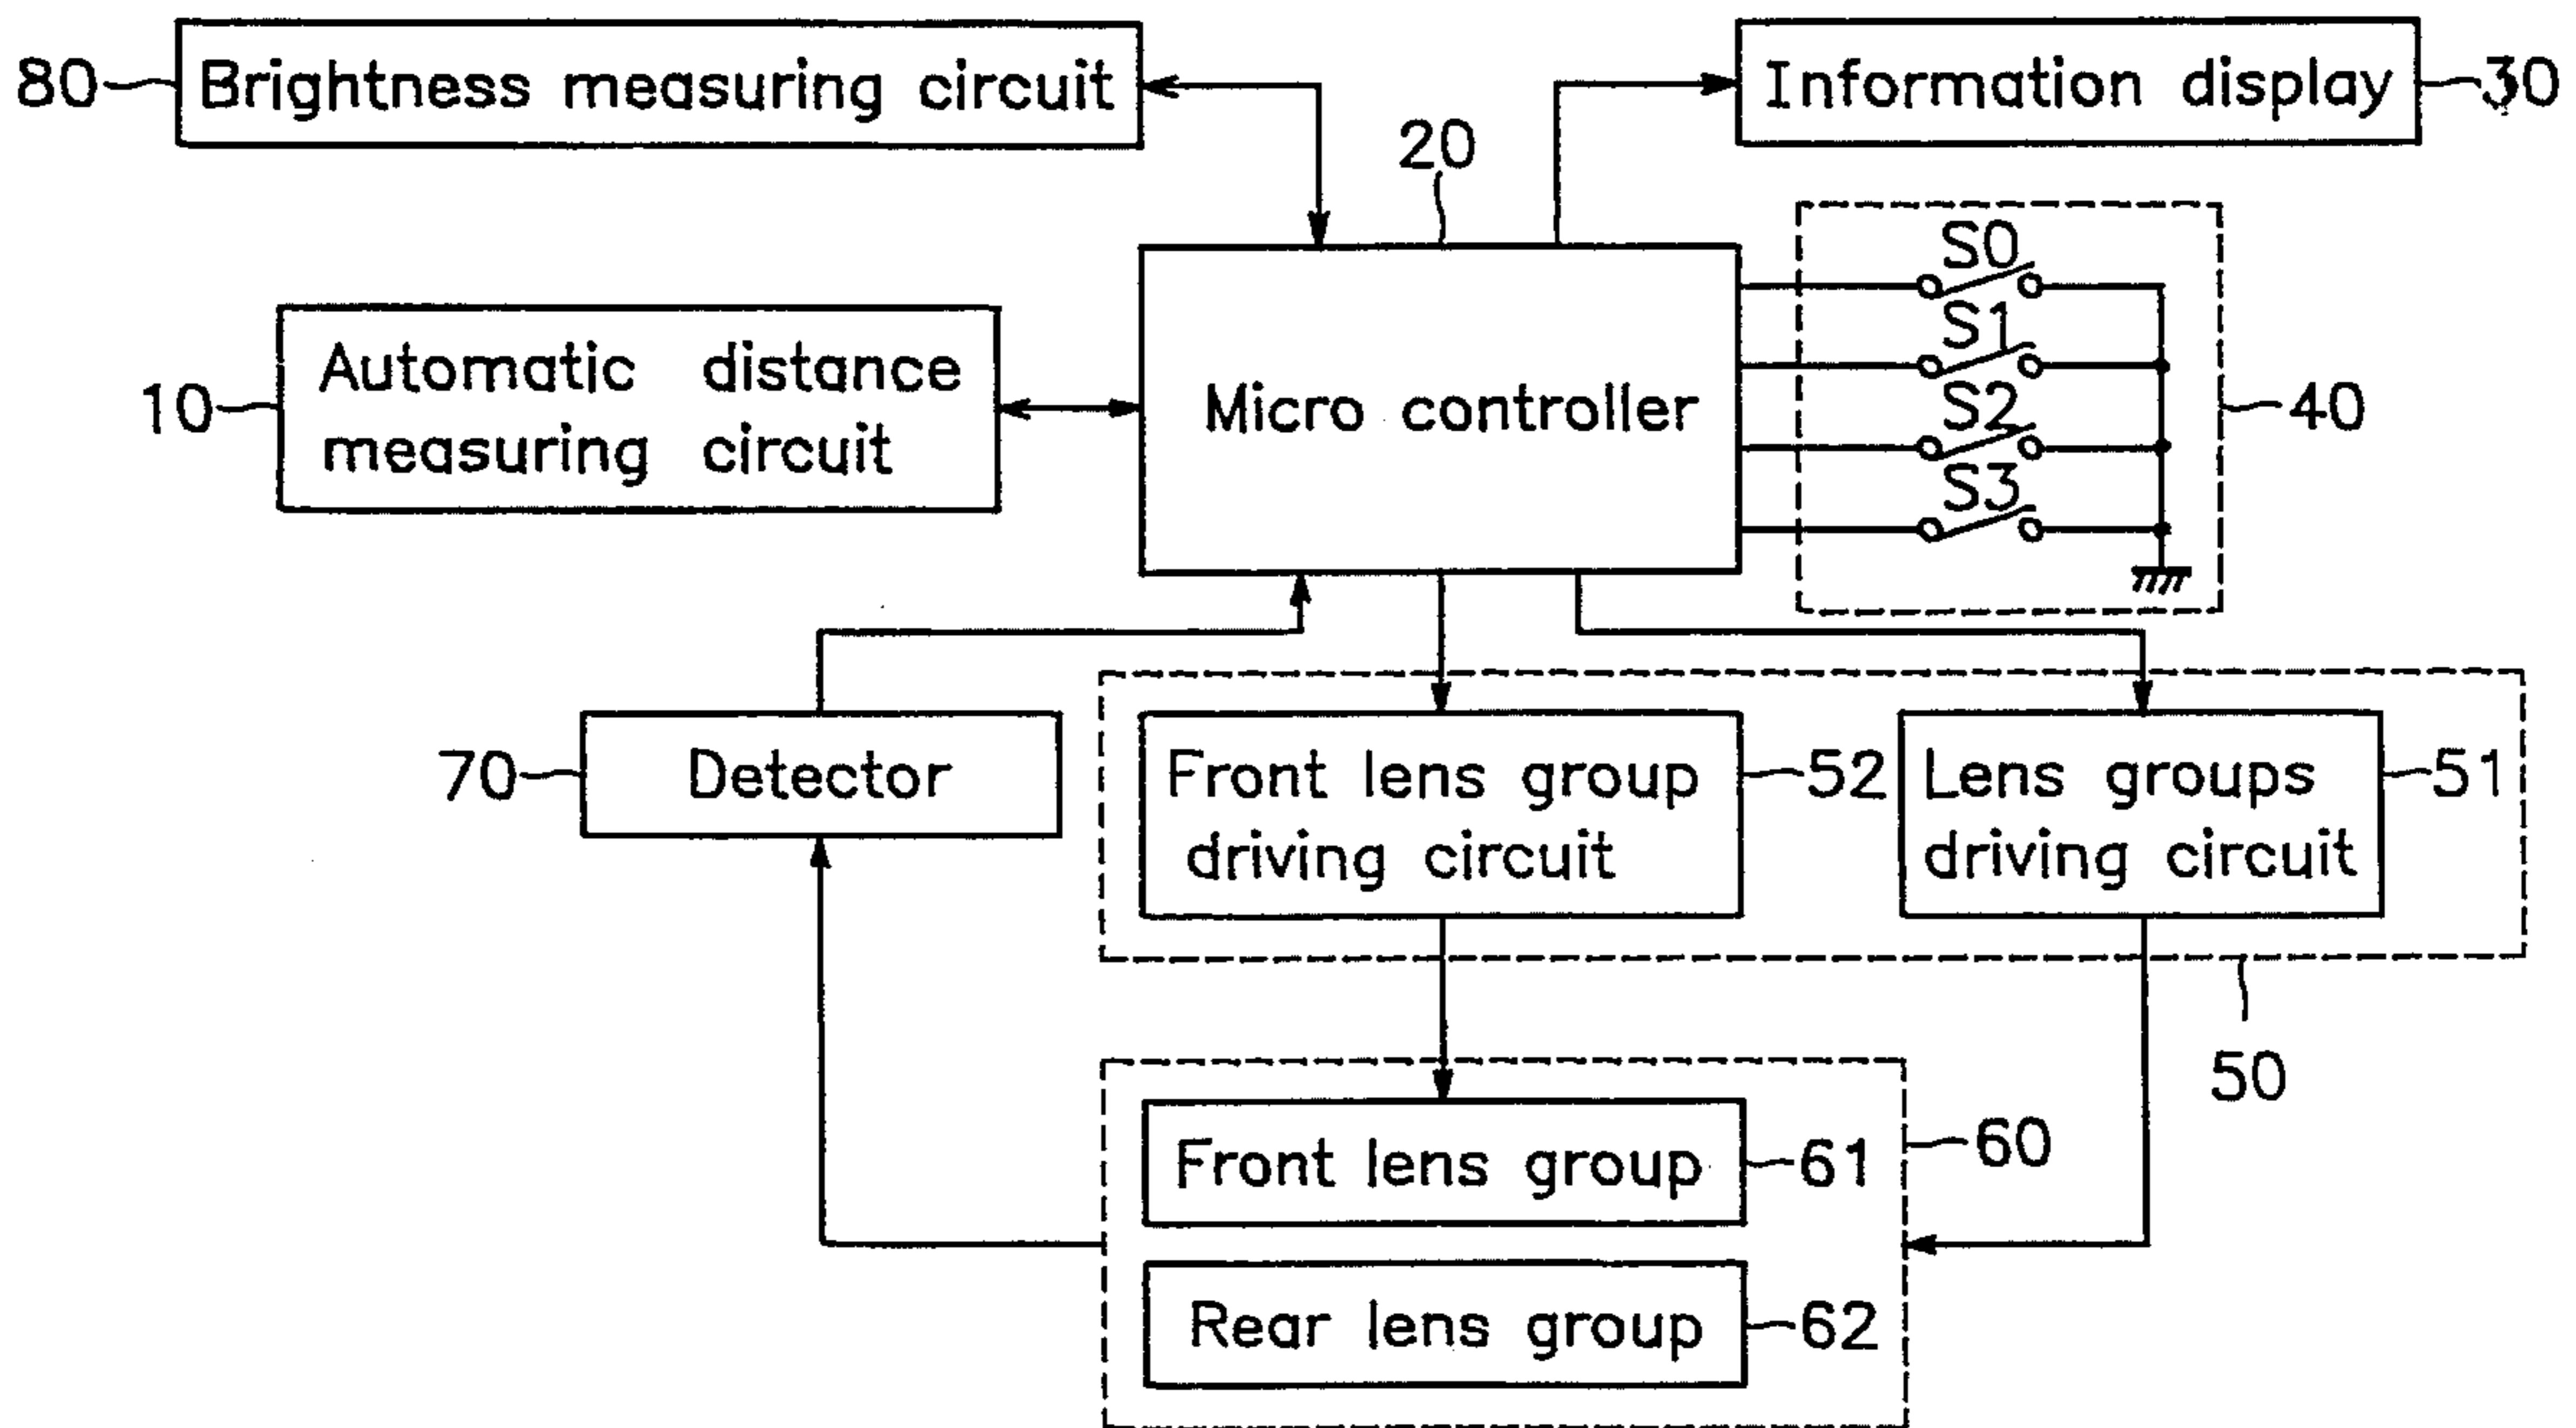 80
Brightness measuring circuit
Information display
30
20
S0
S1
S2
S3
40
10
Automatic distance
measuring circuit
Micro controller
70
Detector
Front lens group
driving circuit
52
Lens groups
driving circuit
51
50
Front lens group
61
60
Rear lens group
62